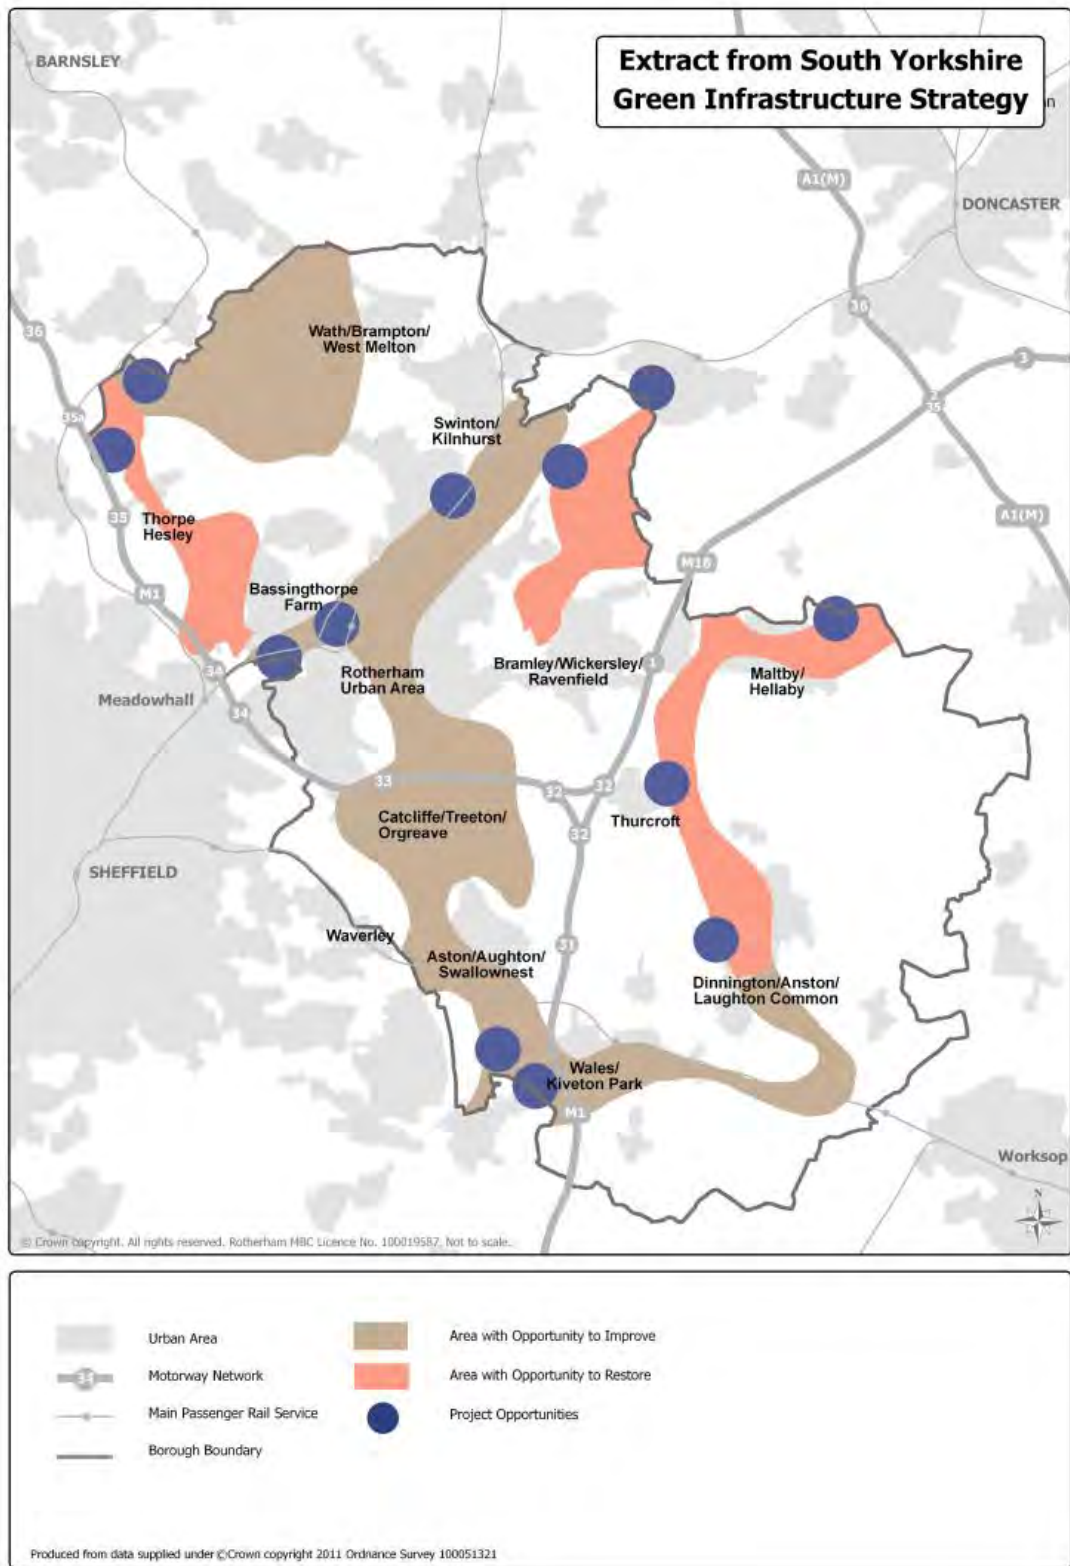 Extract from South Yorkshire
Green Infrastructure Strategy
BARNSLEY
A1(M)
DONCASTER
36
36
Wath/Brampton/
West Melton
3
35a
2
35
Swinton/
Kilnhurst
35
Thorpe
Hesley
A1(M)
M18
M1
Bassingthorpe
Farm
Bramley/Wickersley/
Ravenfield
1
Maltby/
Hellaby
34
Rotherham
Urban Area
Meadowhall
34
33
32
32
Thurcroft
Catcliffe/Treeton/
Orgreave
32
SHEFFIELD
Waverley
31
Aston/Aughton/
Swallownest
Dinnington/Anston/
Laughton Common
Wales/
Kiveton Park
M1
Worksop
N
© Crown copyright. All rights reserved. Rotherham MBC Licence No. 100019587. Not to scale.
Urban Area
Area with Opportunity to Improve
34
Motorway Network
Area with Opportunity to Restore
Main Passenger Rail Service
Project Opportunities
Borough Boundary
Produced from data supplied under ©Crown copyright 2011 Ordnance Survey 100051321